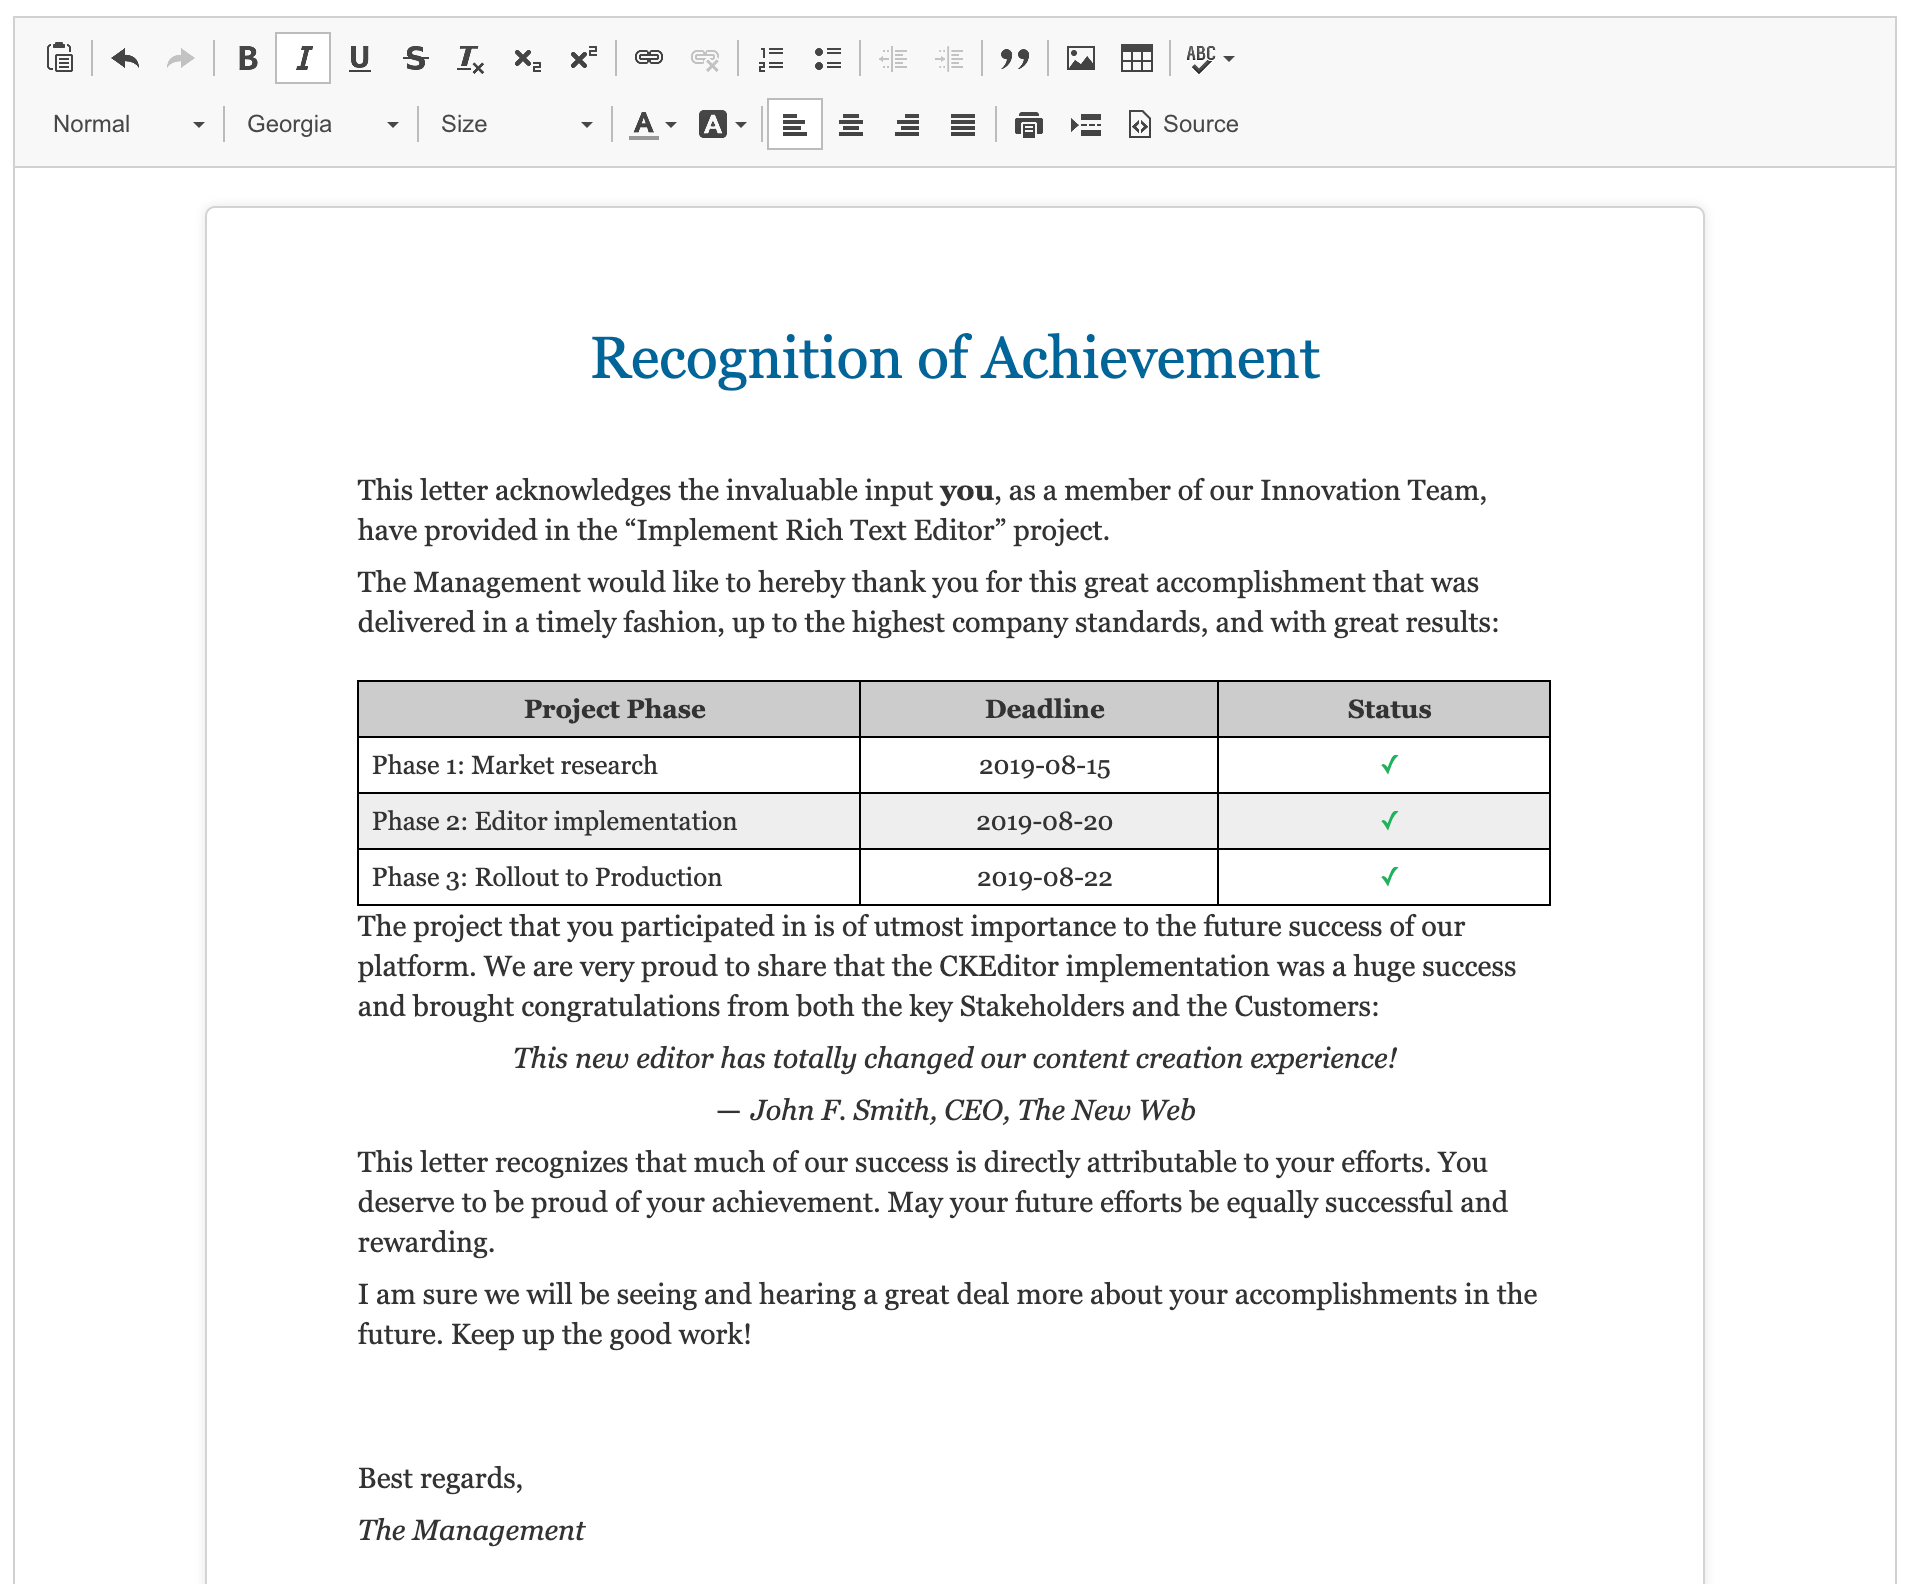 B I U S Tx x2 x2 ABC
Normal Georgia Size A A Source
Recognition of Achievement
This letter acknowledges the invaluable input you, as a member of our Innovation Team,
have provided in the “Implement Rich Text Editor” project.
The Management would like to hereby thank you for this great accomplishment that was
delivered in a timely fashion, up to the highest company standards, and with great results:
Project Phase Deadline Status
Phase 1: Market research 2019-08-15 ✓
Phase 2: Editor implementation 2019-08-20 ✓
Phase 3: Rollout to Production 2019-08-22 ✓
The project that you participated in is of utmost importance to the future success of our
platform. We are very proud to share that the CKEditor implementation was a huge success
and brought congratulations from both the key Stakeholders and the Customers:
This new editor has totally changed our content creation experience!
— John F. Smith, CEO, The New Web
This letter recognizes that much of our success is directly attributable to your efforts. You
deserve to be proud of your achievement. May your future efforts be equally successful and
rewarding.
I am sure we will be seeing and hearing a great deal more about your accomplishments in the
future. Keep up the good work!
Best regards,
The Management